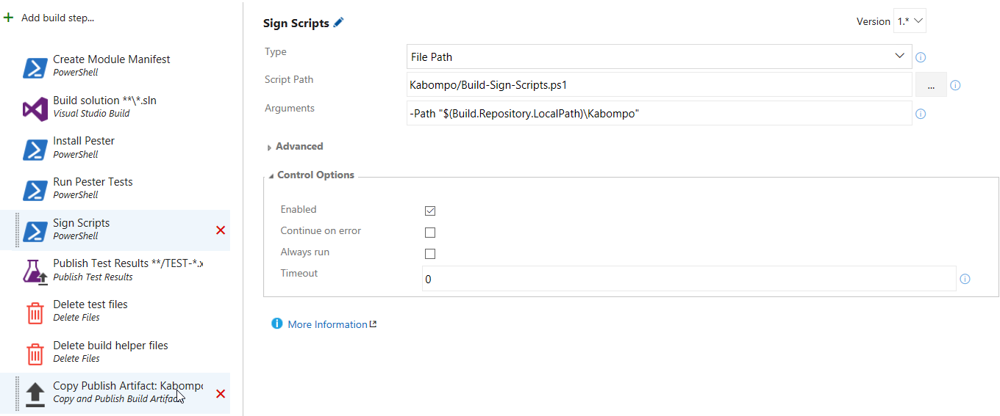 Add build step...
Create Module Manifest
PowerShell
Build solution **\*.sln
Visual Studio Build
Install Pester
PowerShell
Run Pester Tests
PowerShell
Sign Scripts
PowerShell
Publish Test Results **/TEST-*.x
Publish Test Results
Delete test files
Delete Files
Delete build helper files
Delete Files
Copy Publish Artifact: Kabompo
Copy and Publish Build Artifacts
Sign Scripts
Version 1.*
Type
File Path
Script Path
Kabompo/Build-Sign-Scripts.ps1
...
Arguments
-Path "$(Build.Repository.LocalPath)\Kabompo"
Advanced
Control Options
Enabled
Continue on error
Always run
Timeout
0
More Information